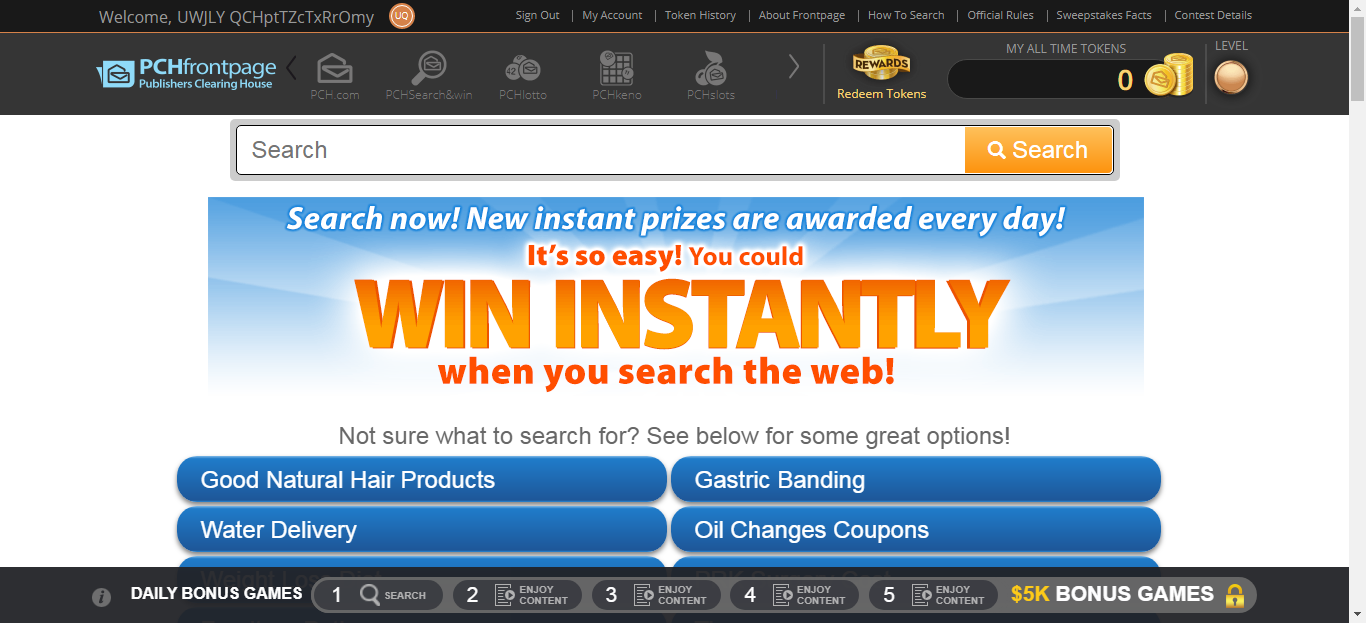 Welcome, UWJLY QCHptTZcTxRrOmy UQ
Sign Out | My Account | Token History | About Frontpage | How To Search | Official Rules | Sweepstakes Facts | Contest Details
PCHfrontpage
Publishers Clearing House
PCH.com
PCHSearch&win
42
PCHlotto
PCHkeno
PCHslots
REWARDS
Redeem Tokens
MY ALL TIME TOKENS
0
LEVEL
Search
Search
Search now! New instant prizes are awarded every day!
It's so easy! You could
WIN INSTANTLY
when you search the web!
Not sure what to search for? See below for some great options!
Good Natural Hair Products
Gastric Banding
Water Delivery
Oil Changes Coupons
DAILY BONUS GAMES
1 SEARCH
2 ENJOY CONTENT
3 ENJOY CONTENT
4 ENJOY CONTENT
5 ENJOY CONTENT
$5K BONUS GAMES